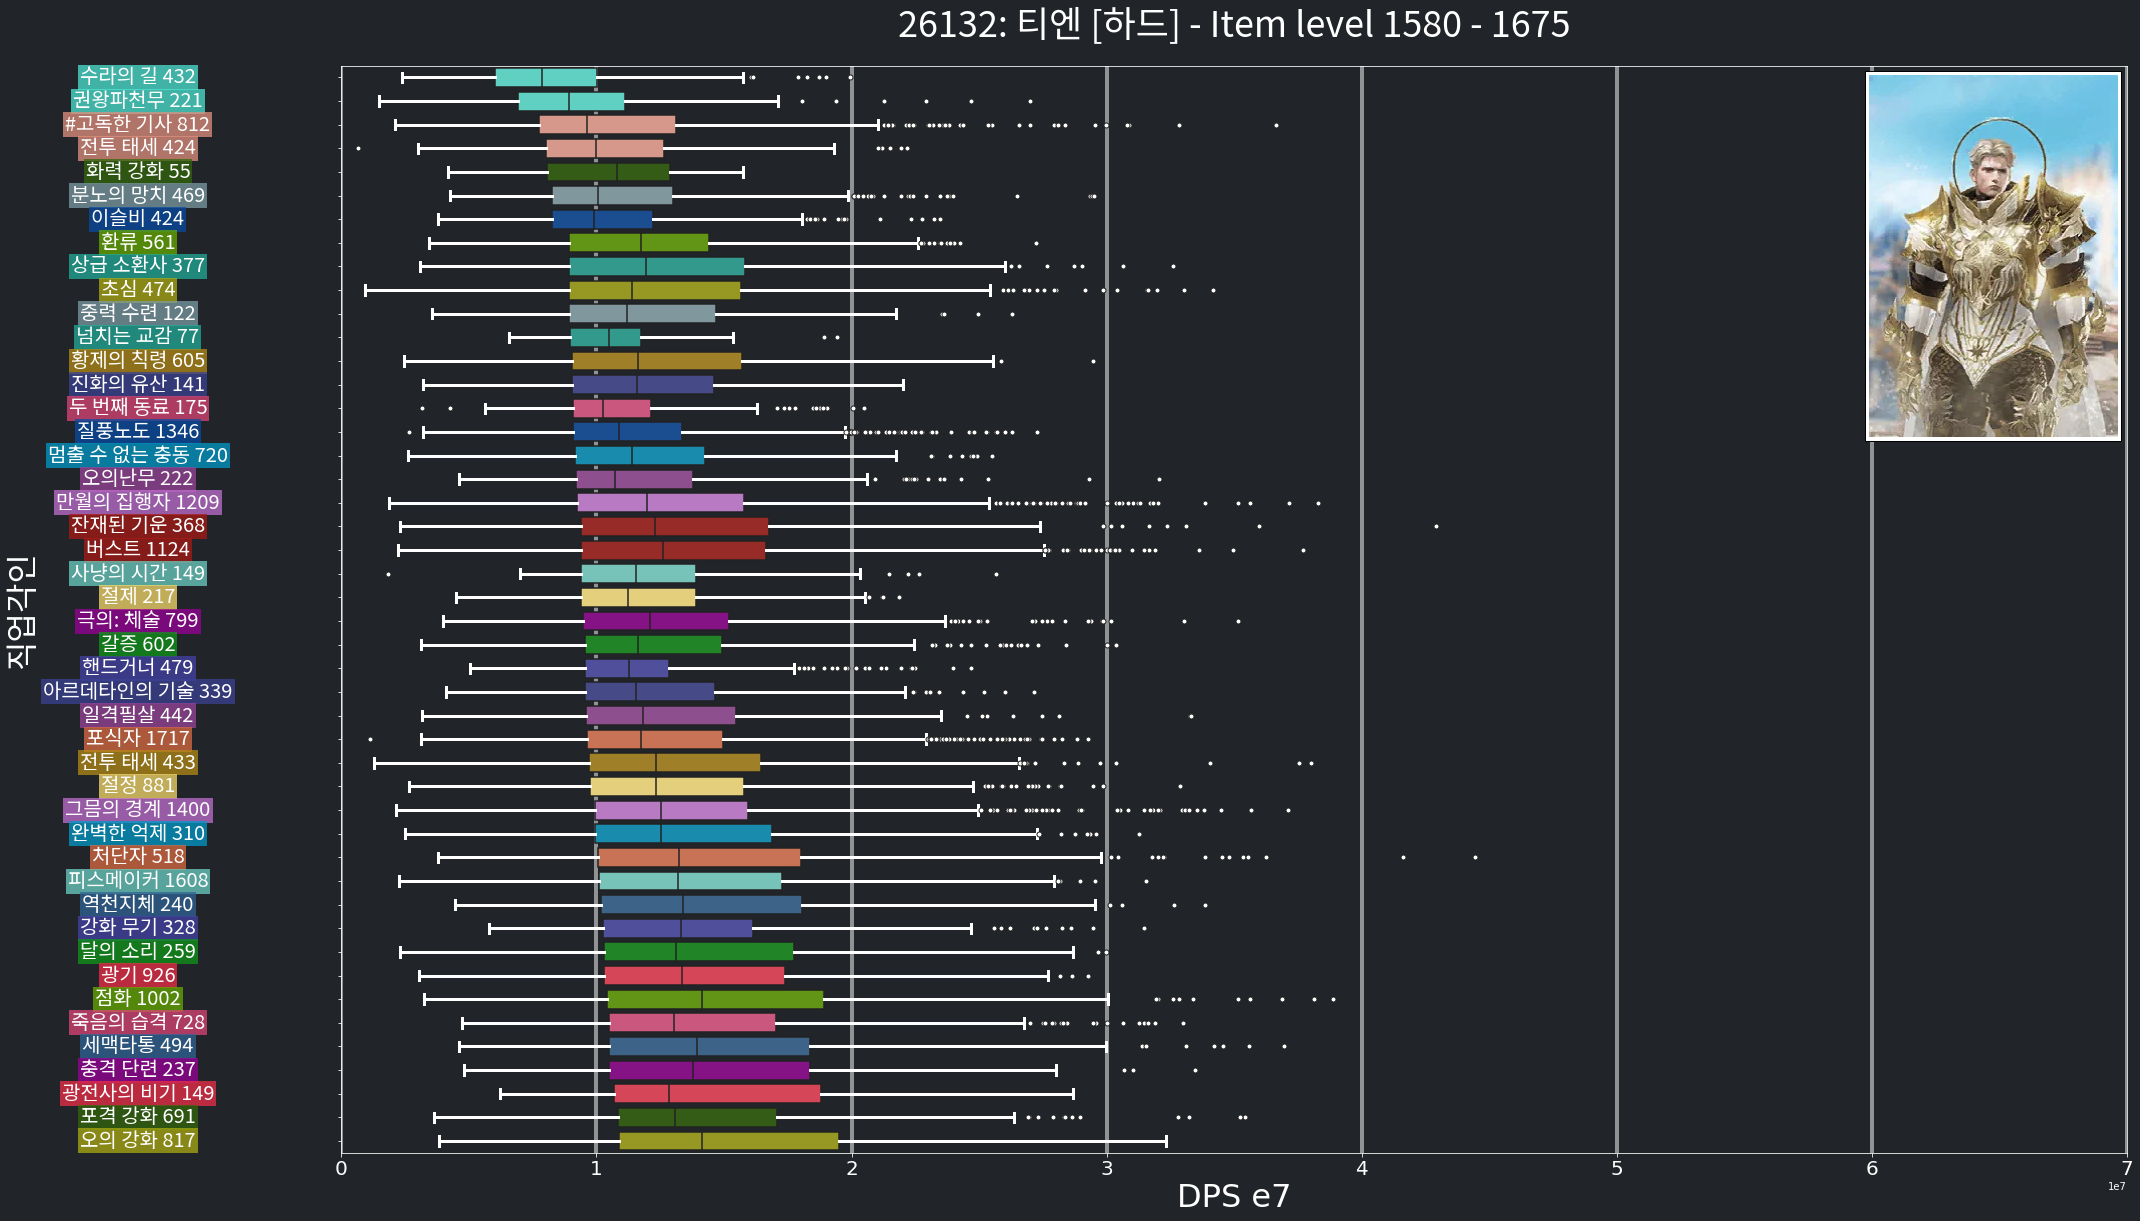 26132: 티엔 [하드] - Item level 1580 - 1675
수라의 길 432
권왕파천무 221
#고독한 기사 812
전투 태세 424
화력 강화 55
분노의 망치 469
이슬비 424
환류 561
상급 소환사 377
초심 474
중력 수련 122
넘치는 교감 77
황제의 칙령 605
진화의 유산 141
두 번째 동료 175
질풍노도 1346
멈출 수 없는 충동 720
오의난무 222
만월의 집행자 1209
잔재된 기운 368
버스트 1124
사냥의 시간 149
절제 217
극의: 체술 799
갈증 602
핸드거너 479
아르데타인의 기술 339
일격필살 442
포식자 1717
전투 태세 433
절정 881
그믐의 경계 1400
완벽한 억제 310
처단자 518
피스메이커 1608
역천지체 240
강화 무기 328
달의 소리 259
광기 926
점화 1002
죽음의 습격 728
세맥타통 494
충격 단련 237
광전사의 비기 149
포격 강화 691
오의 강화 817
직업각인
0 1 2 3 4 5 6 7
DPS e7
1e7